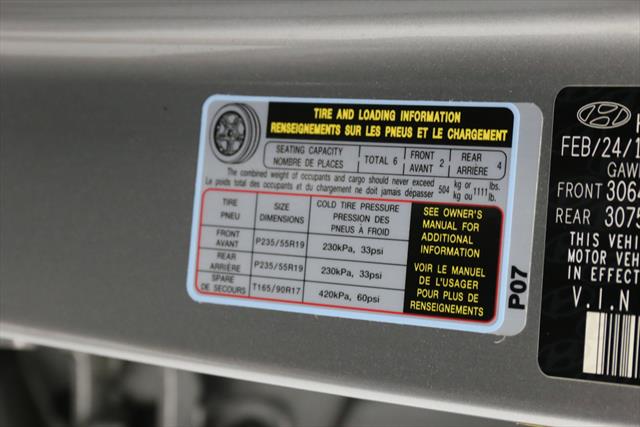 TIRE AND LOADING INFORMATION
RENSEIGNEMENTS SUR LES PNEUS ET LE CHARGEMENT
SEATING CAPACITY
NOMBRE DE PLACES
TOTAL 6
FRONT
AVANT 2
REAR
ARRIÈRE 4
The combined weight of occupants and cargo should never exceed 504 kg or 1111 lbs.
Le poids total des occupants et du chargement ne doit jamais dépasser 504 kg ou 1111 lb.
TIRE
PNEU
SIZE
DIMENSIONS
COLD TIRE PRESSURE
PRESSION DES
PNEUS À FROID
FRONT
AVANT
P235/55R19
230kPa, 33psi
REAR
ARRIÈRE
P235/55R19
230kPa, 33psi
SPARE
DE SECOURS
T165/90R17
420kPa, 60psi
SEE OWNER'S
MANUAL FOR
ADDITIONAL
INFORMATION
VOIR LE MANUEL
DE L'USAGER
POUR PLUS DE
RENSEIGNEMENTS
P07
H
FEB/24/1
GAW
FRONT 306
REAR 307
THIS VEHI
MOTOR VEH
IN EFFECT
V.I.N